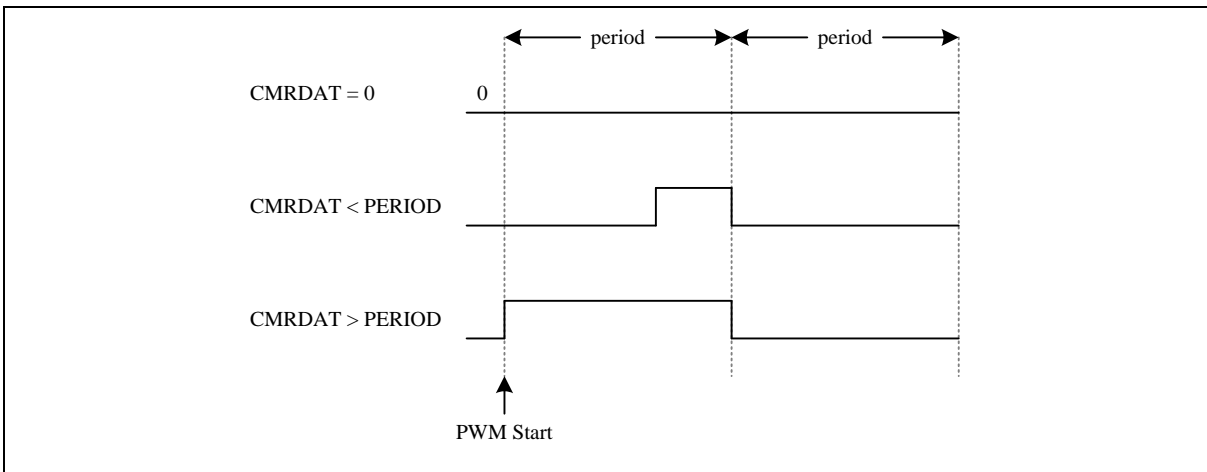 period period
CMRDAT = 0 0
CMRDAT < PERIOD
CMRDAT > PERIOD
PWM Start